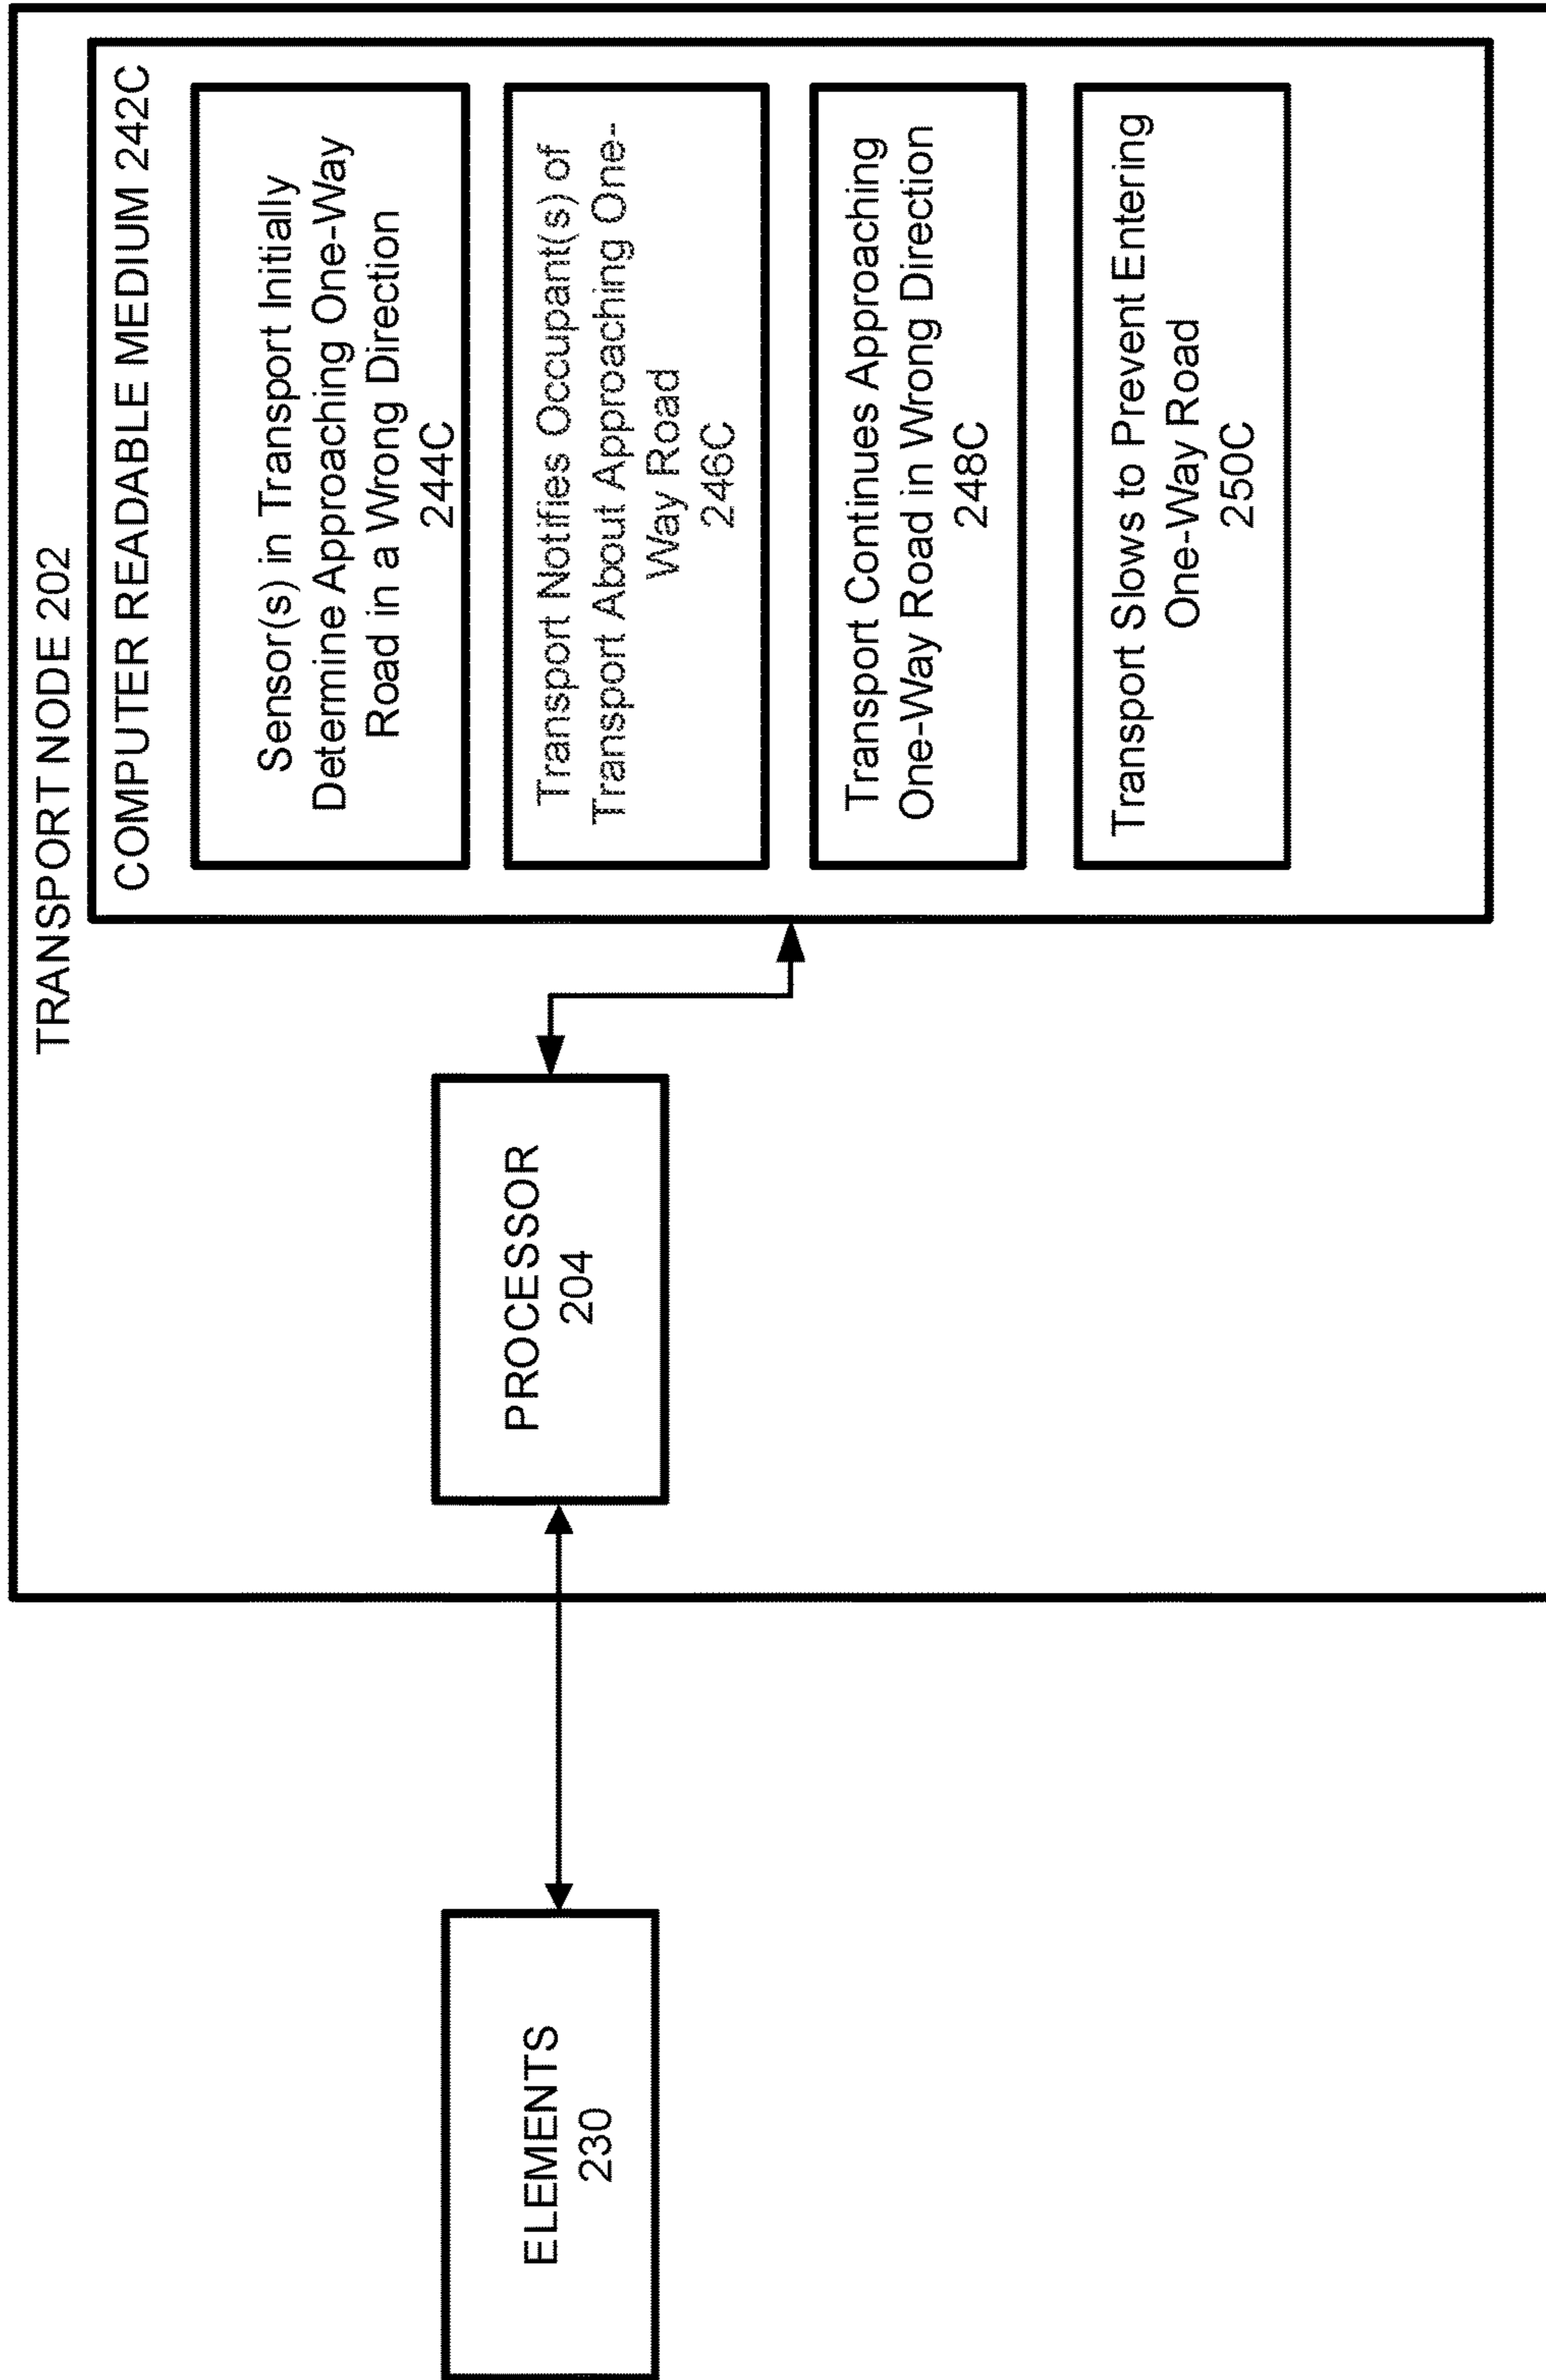 TRANSPORT NODE 202
COMPUTER READABLE MEDIUM 242C
Sensor(s) in Transport Initially
Determine Approaching One-Way
Road in a Wrong Direction
244C
Transport Notifies Occupant(s) of
Transport About Approaching One-
Way Road
246C
Transport Continues Approaching
One-Way Road in Wrong Direction
248C
Transport Slows to Prevent Entering
One-Way Road
250C
PROCESSOR
204
ELEMENTS
230